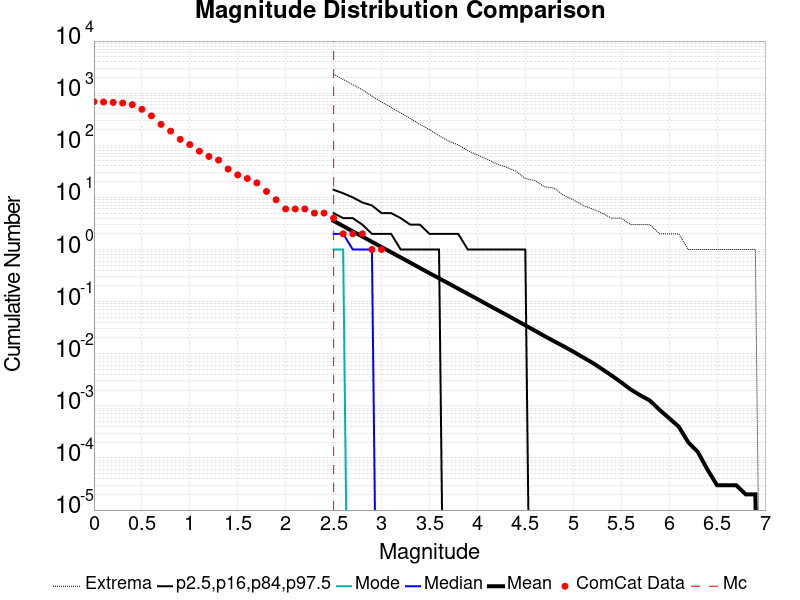 Magnitude Distribution Comparison
10^4
10^3
10^2
10^1
10^0
10^-1
10^-2
10^-3
10^-4
10^-5
Cumulative Number
0 0.5 1 1.5 2 2.5 3 3.5 4 4.5 5 5.5 6 6.5 7
Magnitude
Extrema p2.5,p16,p84,p97.5 Mode Median Mean ComCat Data Mc